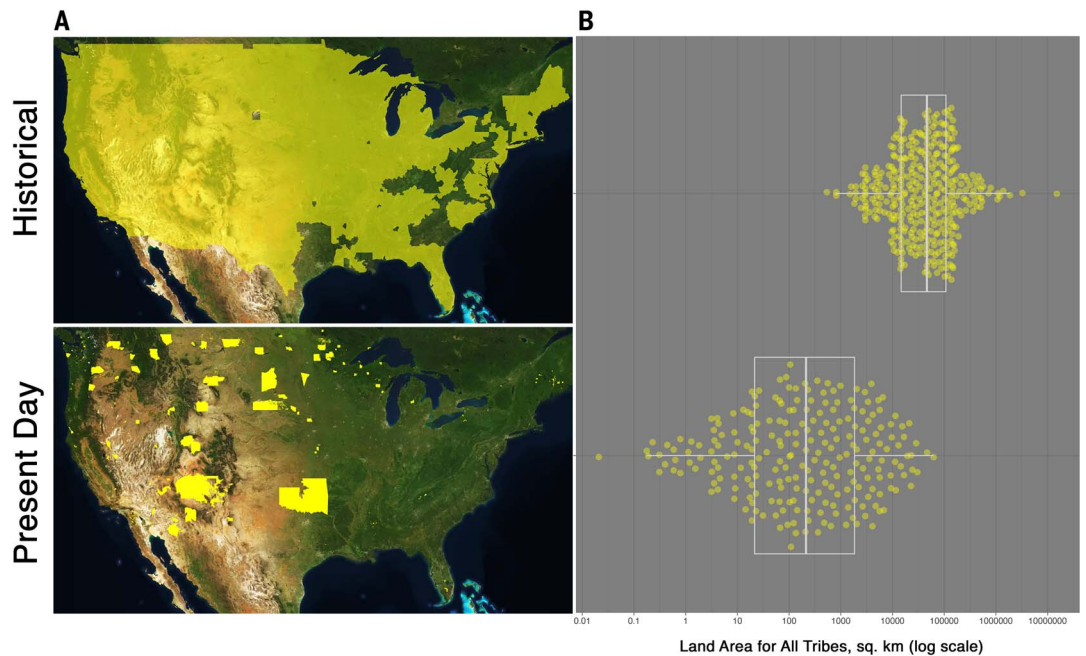 A
B
Historical
Present Day
0.01 0.1 1 10 100 1000 10000 100000 1000000 10000000
Land Area for All Tribes, sq. km (log scale)